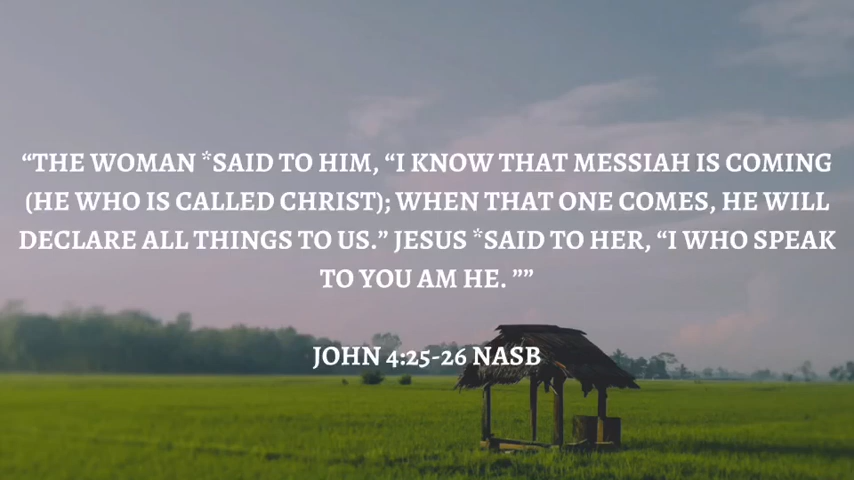 “THE WOMAN *SAID TO HIM, “I KNOW THAT MESSIAH IS COMING
(HE WHO IS CALLED CHRIST); WHEN THAT ONE COMES, HE WILL
DECLARE ALL THINGS TO US.” JESUS *SAID TO HER, “I WHO SPEAK
TO YOU AM HE. ””
JOHN 4:25-26 NASB